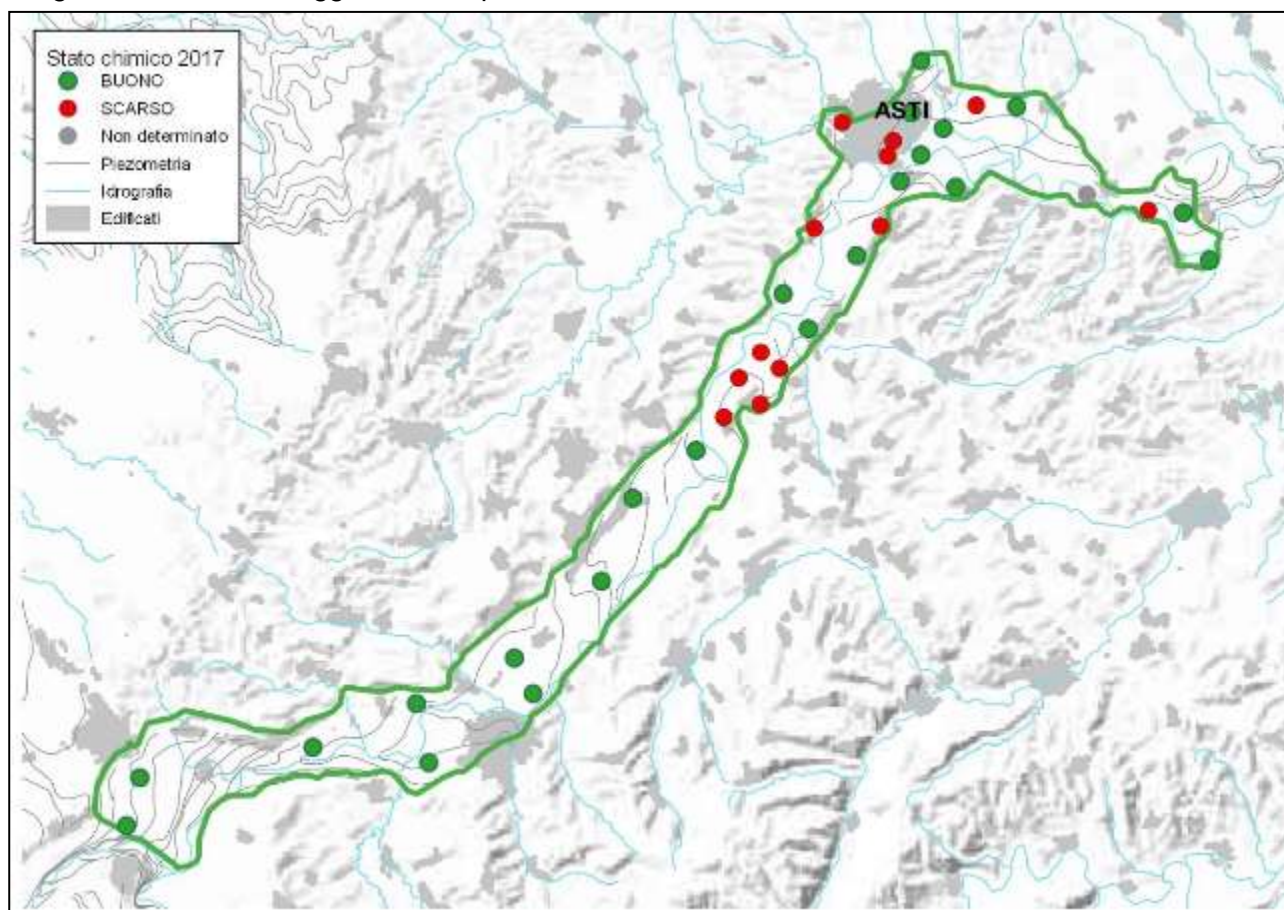 Stato chimico 2017
BUONO
SCARSO
Non determinato
Piezometria
Idrografia
Edificati
ASTI